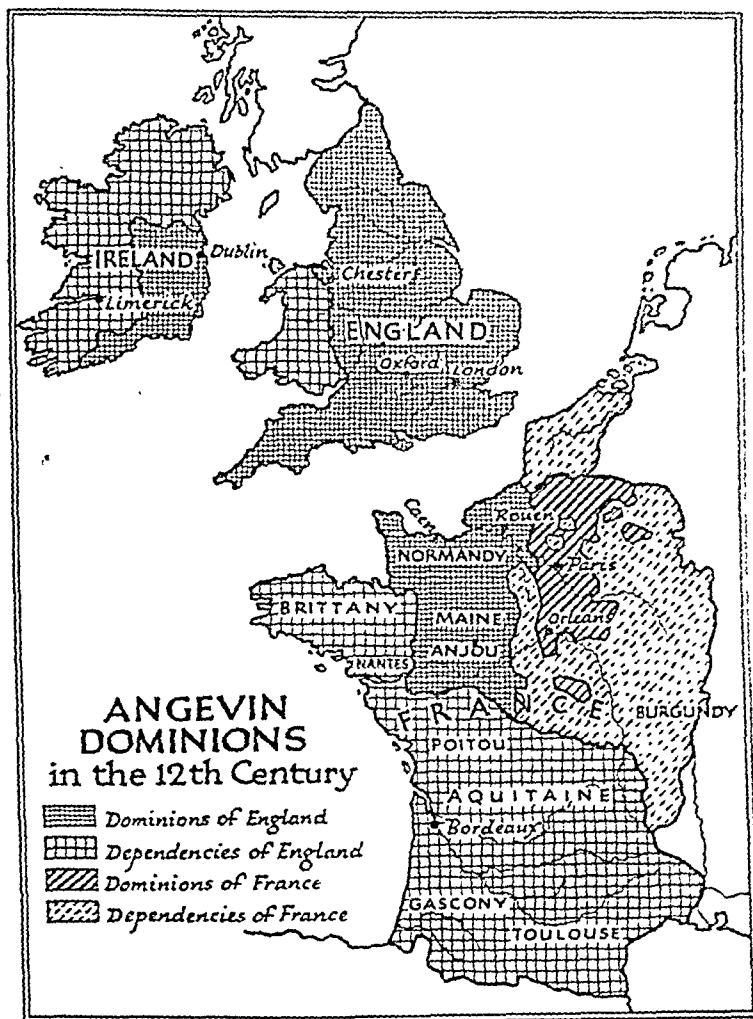 IRELAND
Dublin
Limerick
Chester
ENGLAND
Oxford
London
Caen
Rouen
NORMANDY
Paris
BRITTANY
MAINE
Orleans
ANJOU
NANTES
FRANCE
BURGUNDY
POITOU
AQUITAINE
Bordeaux
GASCONY
TOULOUSE
ANGEVIN
DOMINIONS
in the 12th Century
Dominions of England
Dependencies of England
Dominions of France
Dependencies of France